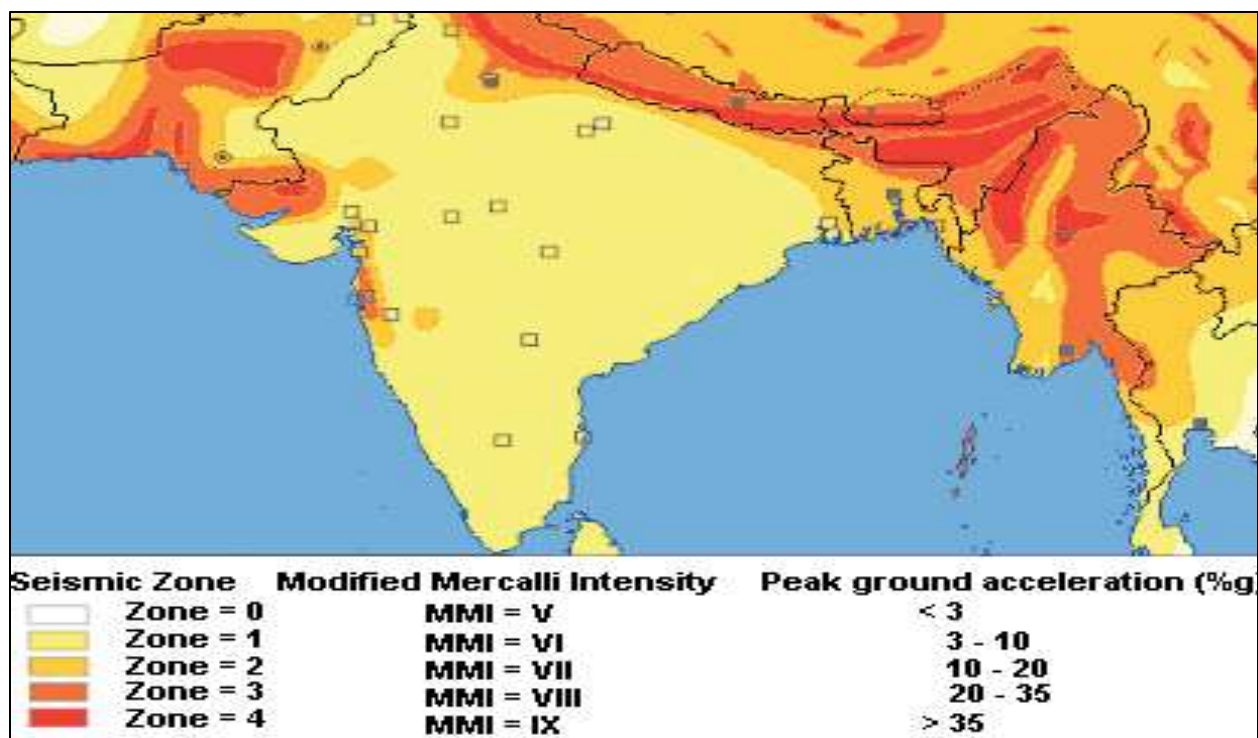 Seismic Zone Modified Mercalli Intensity Peak ground acceleration (%g)
Zone = 0 MMI = V < 3
Zone = 1 MMI = VI 3 - 10
Zone = 2 MMI = VII 10 - 20
Zone = 3 MMI = VIII 20 - 35
Zone = 4 MMI = IX > 35